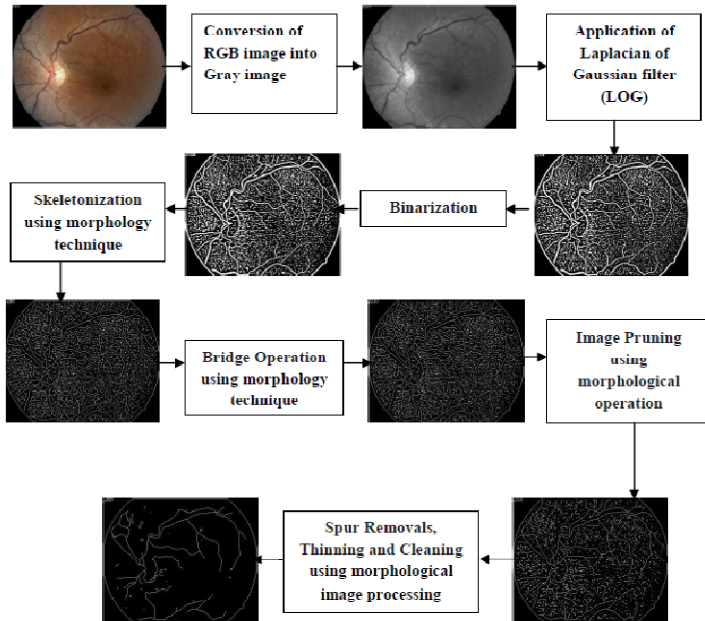 Conversion of
RGB image into
Gray image
Application of
Laplacian of
Gaussian filter
(LOG)
Skeletonization
using morphology
technique
Binarization
Bridge Operation
using morphology
technique
Image Pruning
using
morphological
operation
Spur Removals,
Thinning and Cleaning
using morphological
image processing